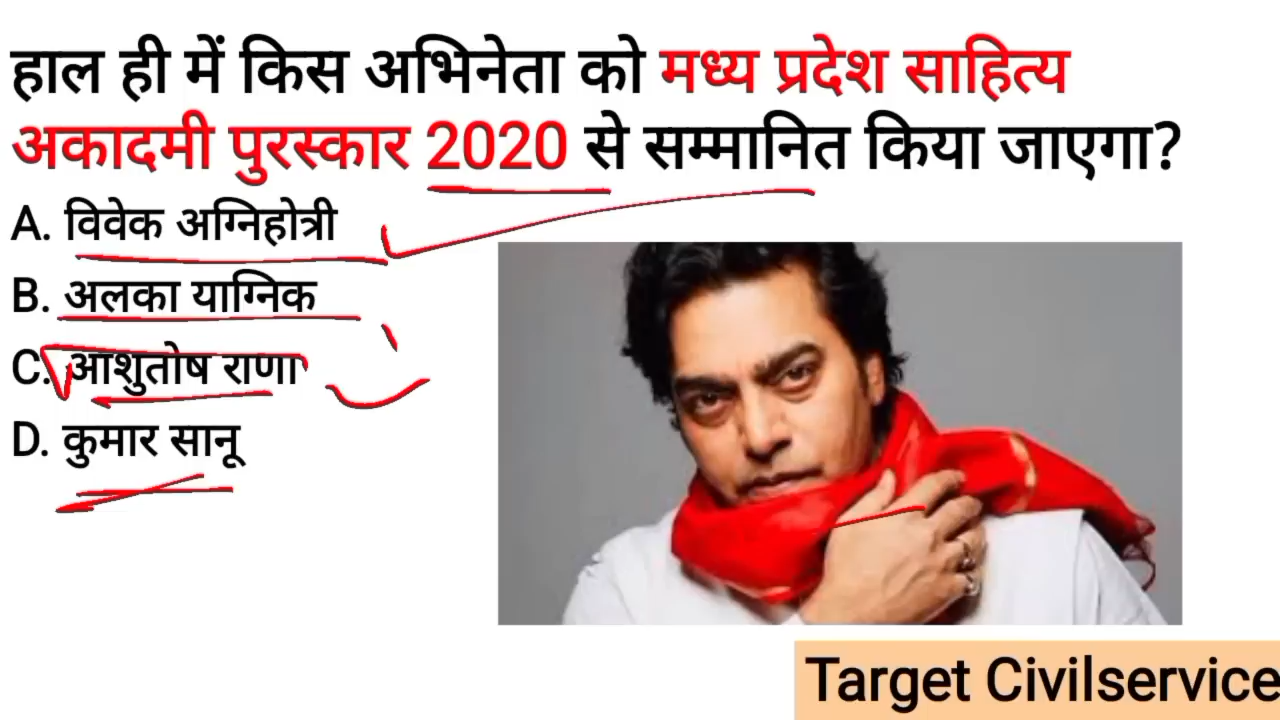 हाल ही में किस अभिनेता को मध्य प्रदेश साहित्य
अकादमी पुरस्कार 2020 से सम्मानित किया जाएगा?
A. विवेक अग्निहोत्री
B. अलका याग्निक
C. आशुतोष राणा
D. कुमार सानू
Target Civilservice